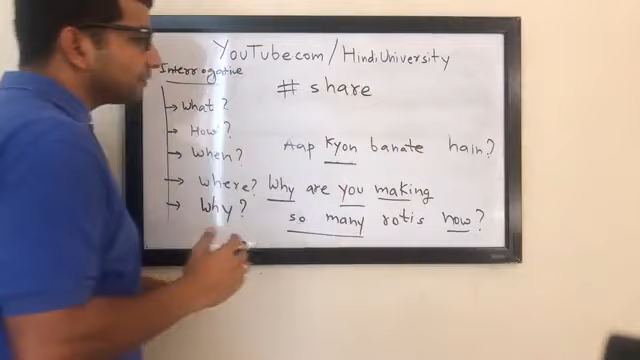 YouTube.com/HindiUniversity
Interrogative
# share
What?
How?
When?
Where?
Why?
Aap Kyon banate hain?
Why are you making
so many rotis now?